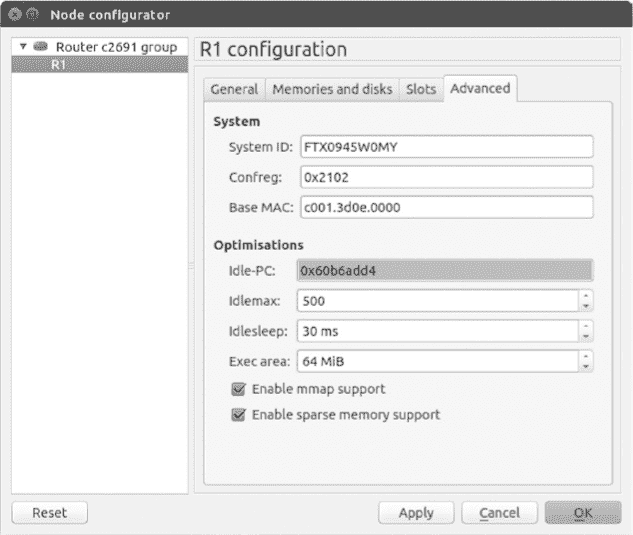 Node configurator
Router c2691 group
R1
R1 configuration
General Memories and disks Slots Advanced
System
System ID: FTX0945W0MY
Confreg: 0x2102
Base MAC: c001.3d0e.0000
Optimisations
Idle-PC: 0x60b6add4
Idlemax: 500
Idlesleep: 30 ms
Exec area: 64 MiB
Enable mmap support
Enable sparse memory support
Reset Apply Cancel OK